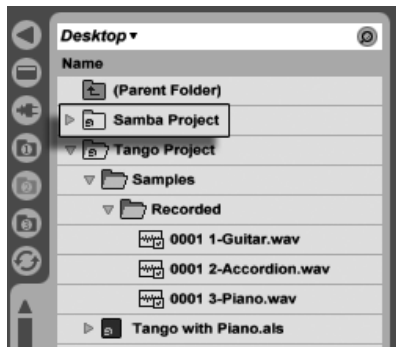 Desktop
Name
(Parent Folder)
Samba Project
Tango Project
Samples
Recorded
0001 1-Guitar.wav
0001 2-Accordion.wav
0001 3-Piano.wav
Tango with Piano.als